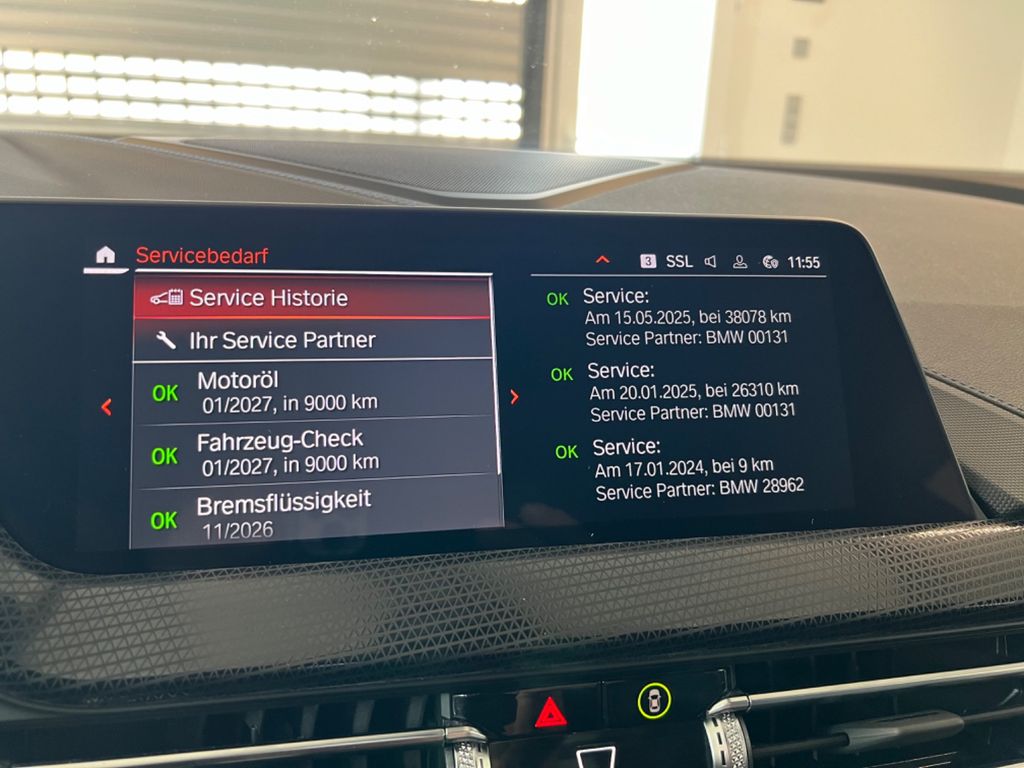 Servicebedarf
3 SSL 11:55
Service Historie
Ihr Service Partner
OK Motoröl
01/2027, in 9000 km
OK Fahrzeug-Check
01/2027, in 9000 km
OK Bremsflüssigkeit
11/2026
OK Service:
Am 15.05.2025, bei 38078 km
Service Partner: BMW 00131
OK Service:
Am 20.01.2025, bei 26310 km
Service Partner: BMW 00131
OK Service:
Am 17.01.2024, bei 9 km
Service Partner: BMW 28962